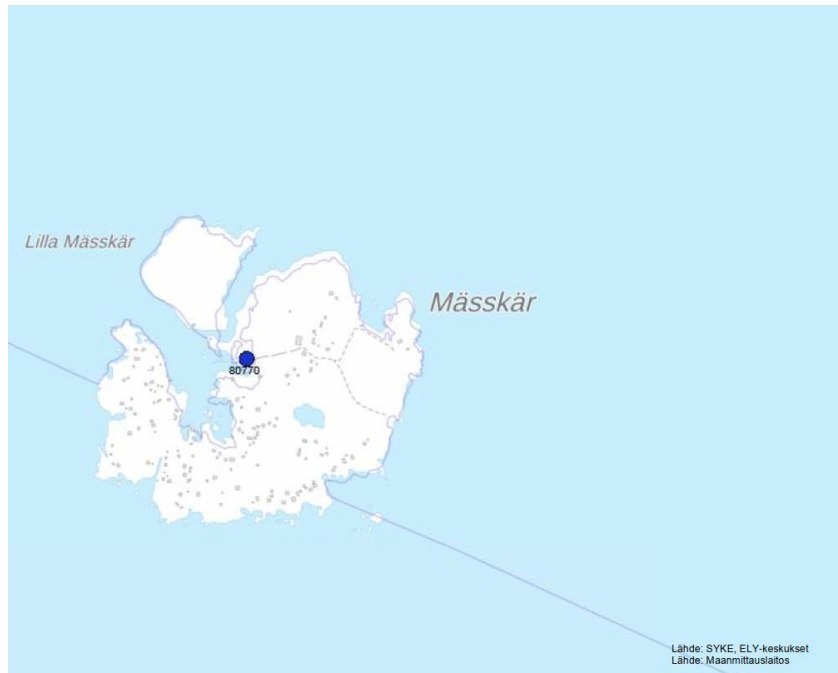 Lilla Mässkär
Mässkär
80770
Lähde: SYKE, ELY-keskukset
Lähde: Maanmittauslaitos